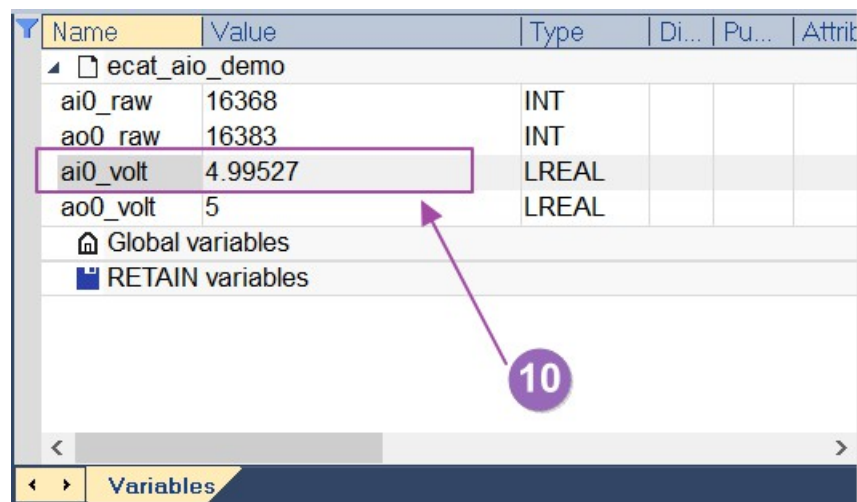 Name Value Type Di... Pu... Attrib
ecat_aio_demo
ai0_raw 16368 INT
ao0_raw 16383 INT
ai0_volt 4.99527 LREAL
ao0_volt 5 LREAL
Global variables
RETAIN variables
10
Variables